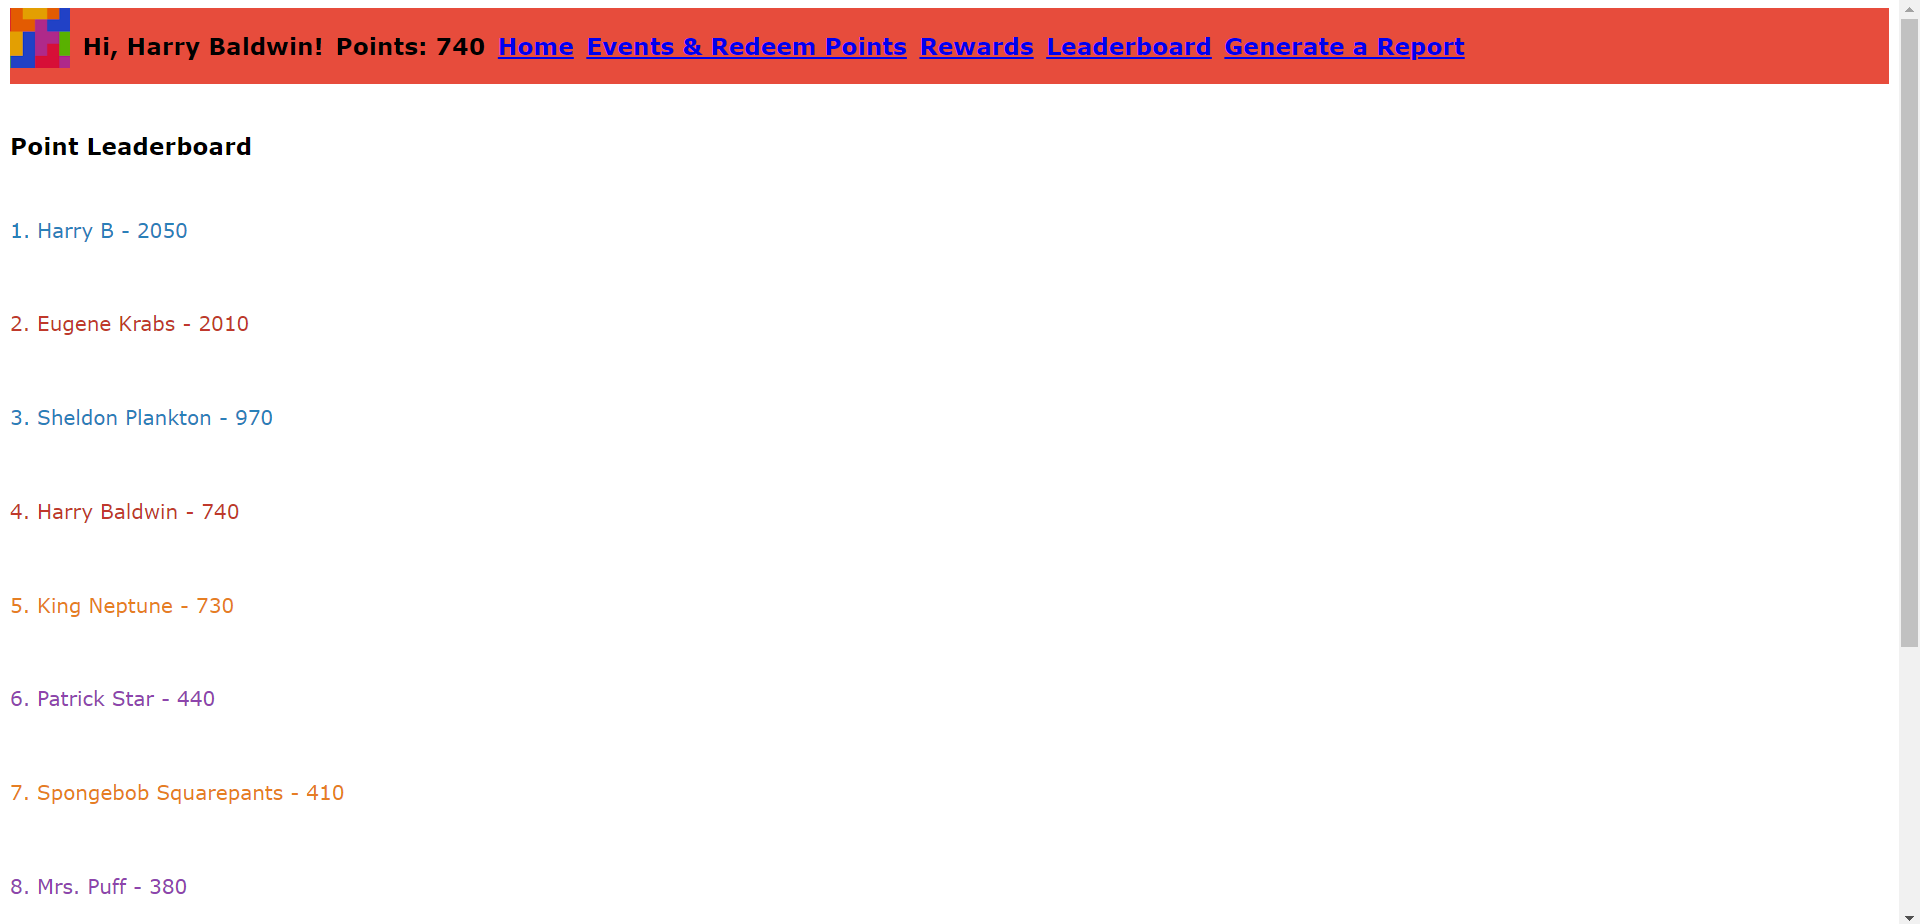 Hi, Harry Baldwin! Points: 740 Home Events & Redeem Points Rewards Leaderboard Generate a Report
Point Leaderboard
1. Harry B - 2050
2. Eugene Krabs - 2010
3. Sheldon Plankton - 970
4. Harry Baldwin - 740
5. King Neptune - 730
6. Patrick Star - 440
7. Spongebob Squarepants - 410
8. Mrs. Puff - 380